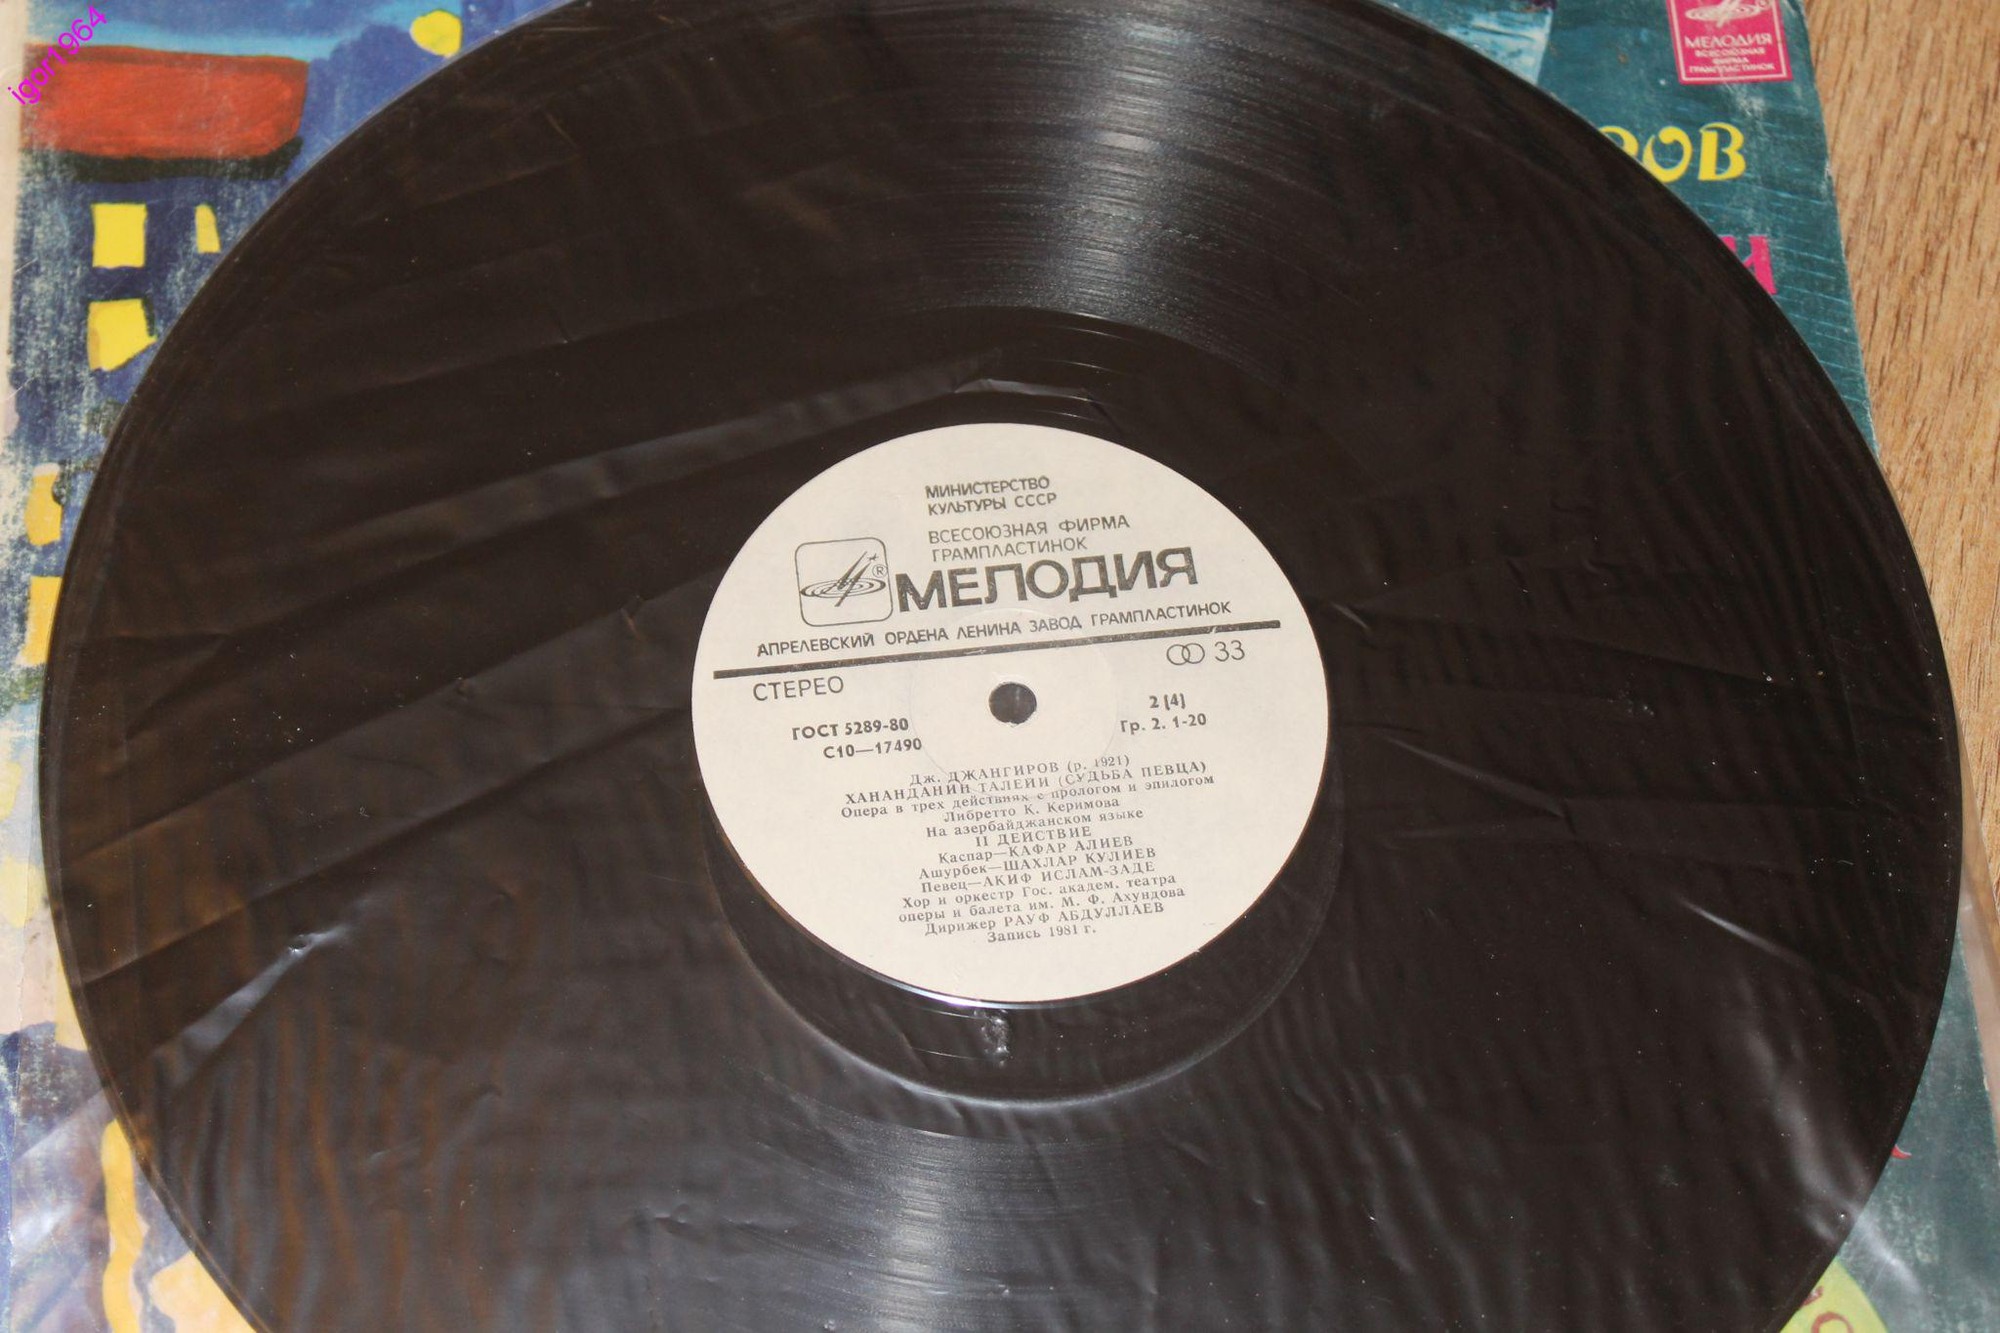 igor1964
МЕЛОДИЯ
ВСЕСОЮЗНАЯ
ФИРМА
ГРАМПЛАСТИНОК
РОВ
И
МИНИСТЕРСТВО
КУЛЬТУРЫ СССР
ВСЕСОЮЗНАЯ ФИРМА
ГРАМПЛАСТИНОК
МЕЛОДИЯ
АПРЕЛЕВСКИЙ ОРДЕНА ЛЕНИНА ЗАВОД ГРАМПЛАСТИНОК
33
СТЕРЕО
2 (4)
ГОСТ 5289-80
Гр. 2. 1-20
С10—17490
Дж. ДЖАНГИРОВ (р. 1921)
ХАНАНДАНИН ТАЛЕЙИ (СУДЬБА ПЕВЦА)
Опера в трех действиях с прологом и эпилогом
Либретто К. Керимова
На азербайджанском языке
II ДЕЙСТВИЕ
Каспар—КАФАР АЛИЕВ
Ашурбек—ШАХЛАР КУЛИЕВ
Певец—АКИФ ИСЛАМ-ЗАДЕ
Хор и оркестр Гос. академ. театра
оперы и балета им. М. Ф. Ахундова
Дирижер РАУФ АБДУЛЛАЕВ
Запись 1981 г.